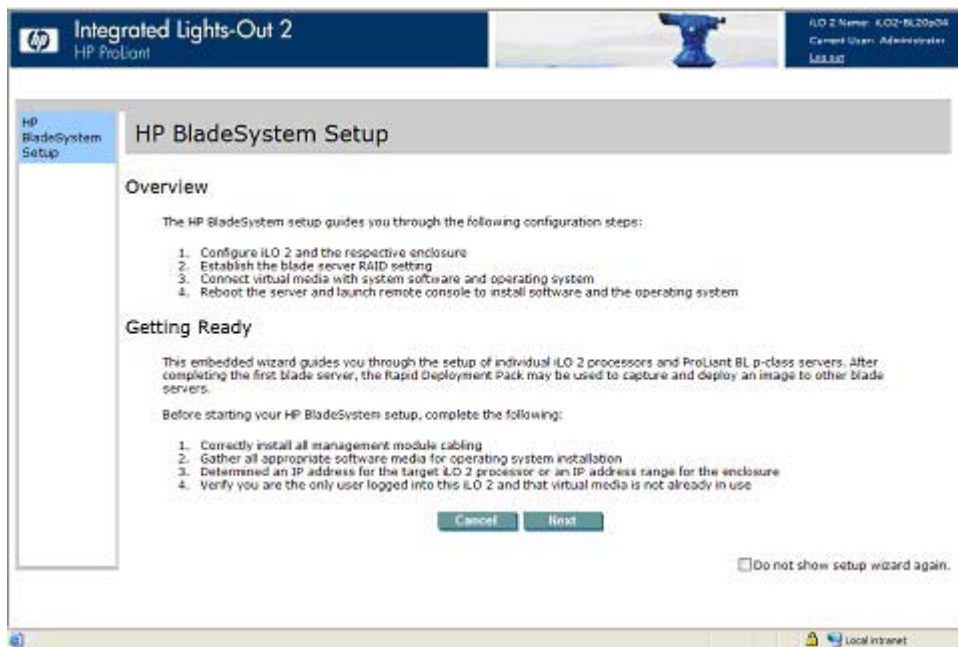 hp
Integrated Lights-Out 2
HP ProLiant
iLO 2 Name: iLO2-BL20pG4
Current User: Administrator
Log out
HP
BladeSystem
Setup
HP BladeSystem Setup
Overview
The HP BladeSystem setup guides you through the following configuration steps:
1. Configure iLO 2 and the respective enclosure
2. Establish the blade server RAID setting
3. Connect virtual media with system software and operating system
4. Reboot the server and launch remote console to install software and the operating system
Getting Ready
This embedded wizard guides you through the setup of individual iLO 2 processors and ProLiant BL p-class servers. After
completing the first blade server, the Rapid Deployment Pack may be used to capture and deploy an image to other blade
servers.
Before starting your HP BladeSystem setup, complete the following:
1. Correctly install all management module cabling
2. Gather all appropriate software media for operating system installation
3. Determined an IP address for the target iLO 2 processor or an IP address range for the enclosure
4. Verify you are the only user logged into this iLO 2 and that virtual media is not already in use
Cancel Next
Do not show setup wizard again.
Local intranet